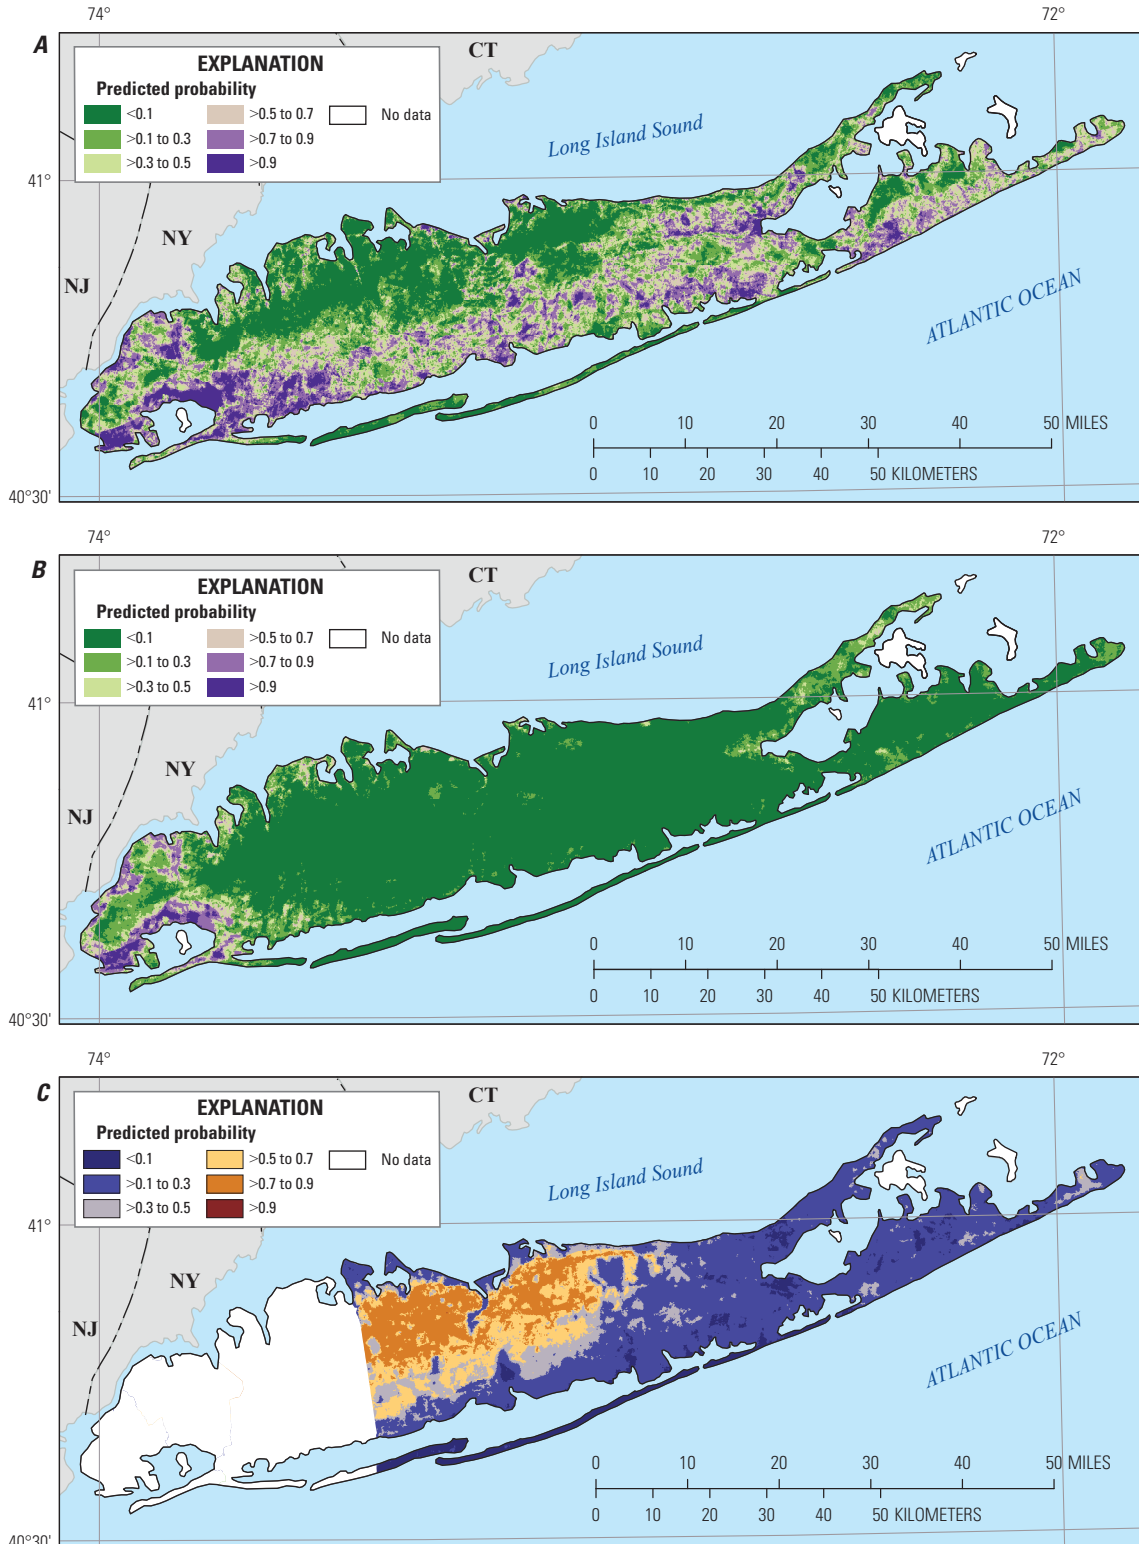 74°
72°
A
CT
EXPLANATION
Predicted probability
<0.1
>0.5 to 0.7
No data
>0.1 to 0.3
>0.7 to 0.9
>0.3 to 0.5
>0.9
Long Island Sound
41°
NY
NJ
ATLANTIC OCEAN
0 10 20 30 40 50 MILES
0 10 20 30 40 50 KILOMETERS
40°30'
74°
72°
B
CT
EXPLANATION
Predicted probability
<0.1
>0.5 to 0.7
No data
>0.1 to 0.3
>0.7 to 0.9
>0.3 to 0.5
>0.9
Long Island Sound
41°
NY
NJ
ATLANTIC OCEAN
0 10 20 30 40 50 MILES
0 10 20 30 40 50 KILOMETERS
40°30'
74°
72°
C
CT
EXPLANATION
Predicted probability
<0.1
>0.5 to 0.7
No data
>0.1 to 0.3
>0.7 to 0.9
>0.3 to 0.5
>0.9
Long Island Sound
41°
NY
NJ
ATLANTIC OCEAN
0 10 20 30 40 50 MILES
0 10 20 30 40 50 KILOMETERS
40°30'